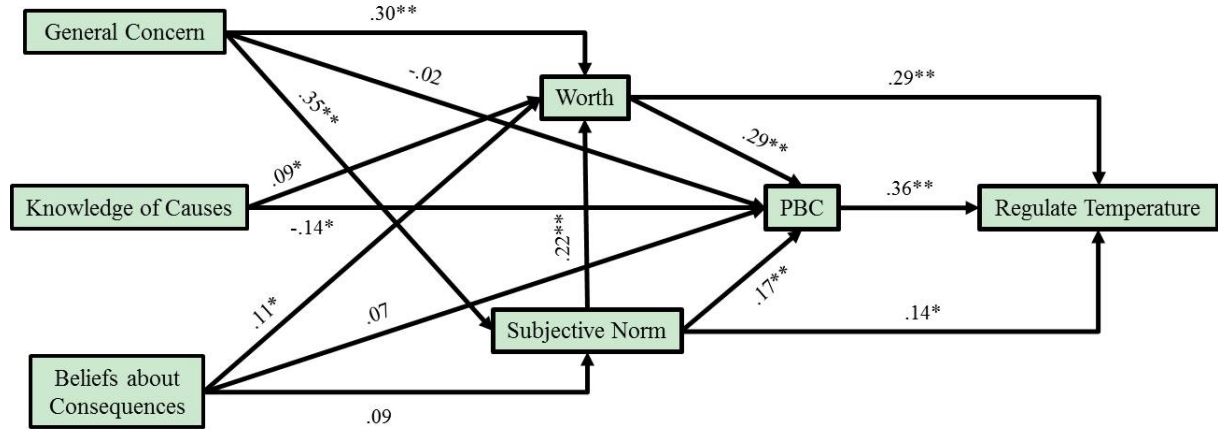 General Concern
.30**
-.02
Worth
.29**
.35**
.29**
.09*
Knowledge of Causes
-.14*
PBC
.36**
Regulate Temperature
.22**
.17**
.11*
.07
Subjective Norm
.14*
Beliefs about
Consequences
.09